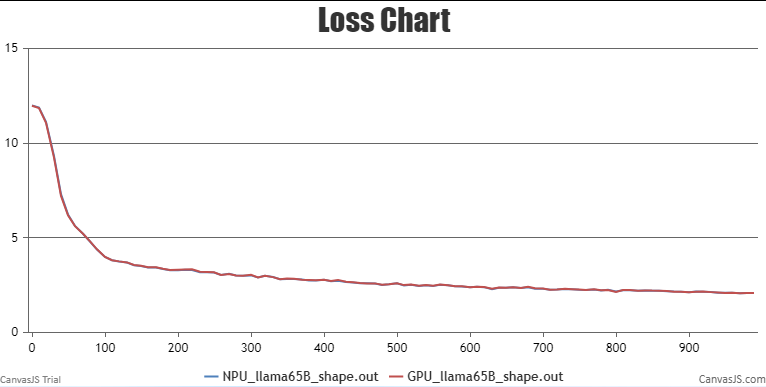 Loss Chart
15
10
5
0
0 100 200 300 400 500 600 700 800 900
NPU_llama65B_shape.out GPU_llama65B_shape.out
CanvasJS Trial CanvasJS.com